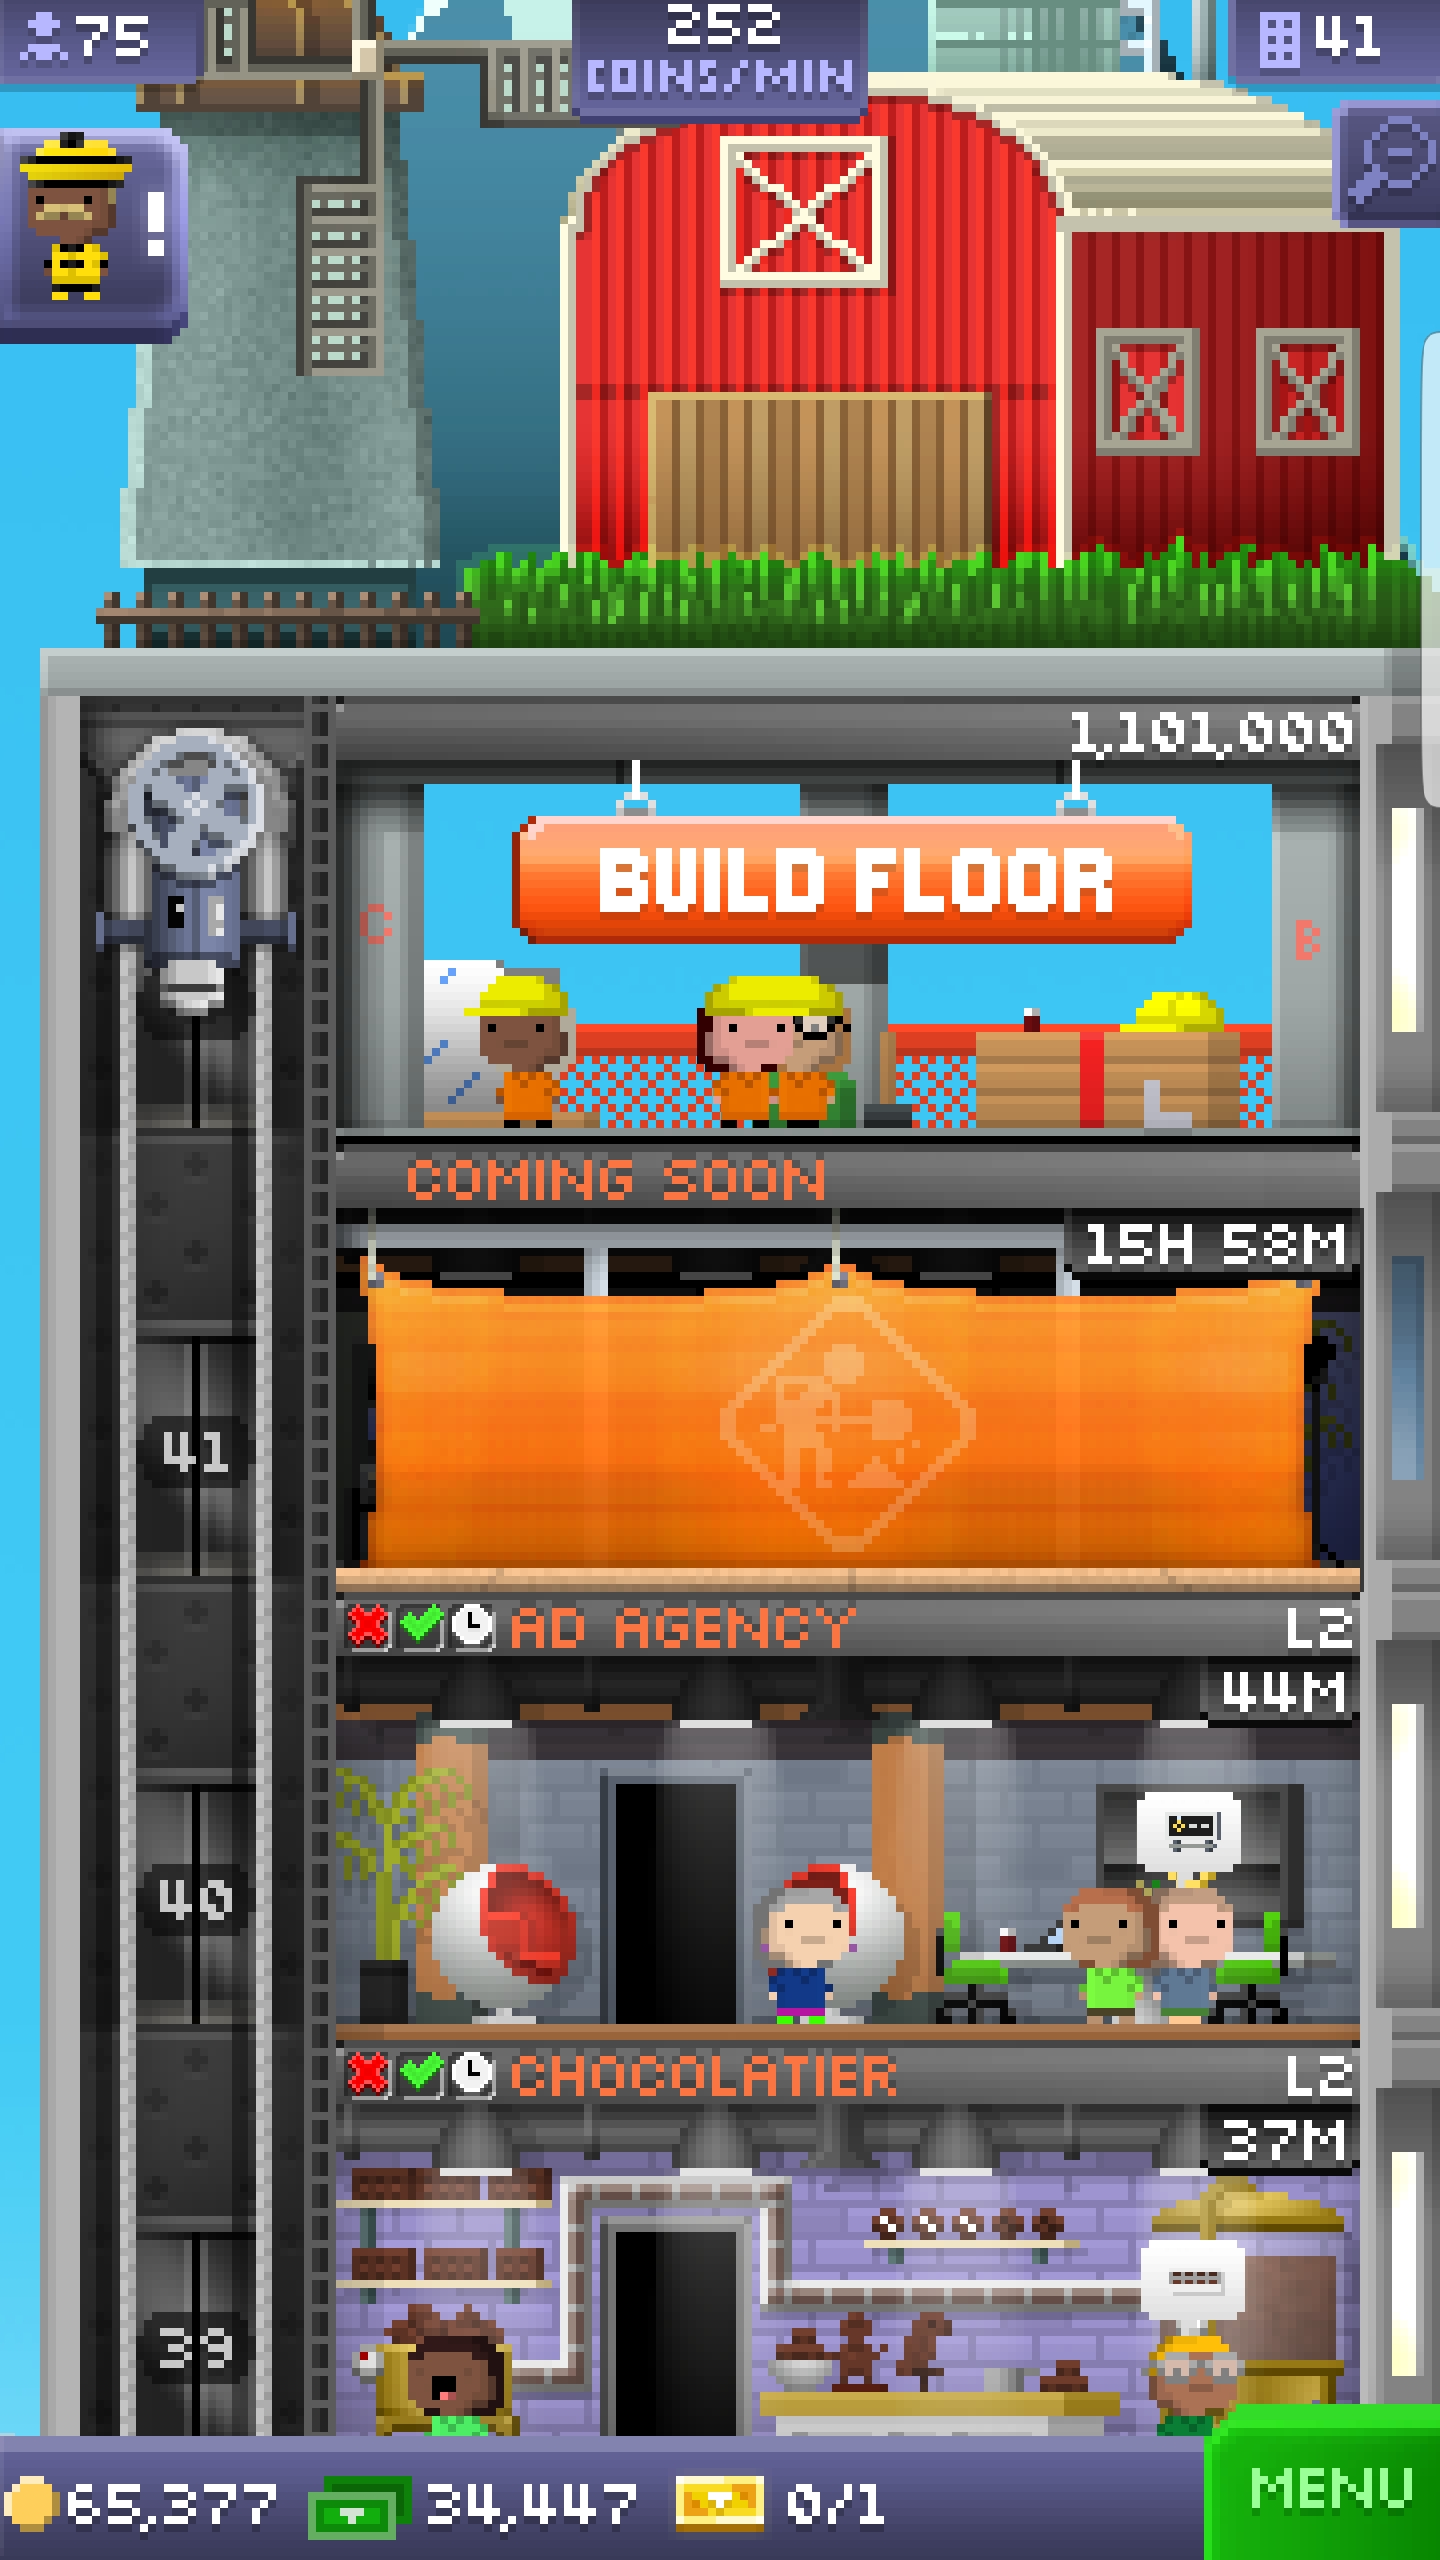 75
252
COINS/MIN
41
!
1,101,000
BUILD FLOOR
C
B
COMING SOON
15H 58M
41
AD AGENCY L2
44M
40
CHOCOLATIER L2
37M
39
65,377 34,447 0/1
MENU